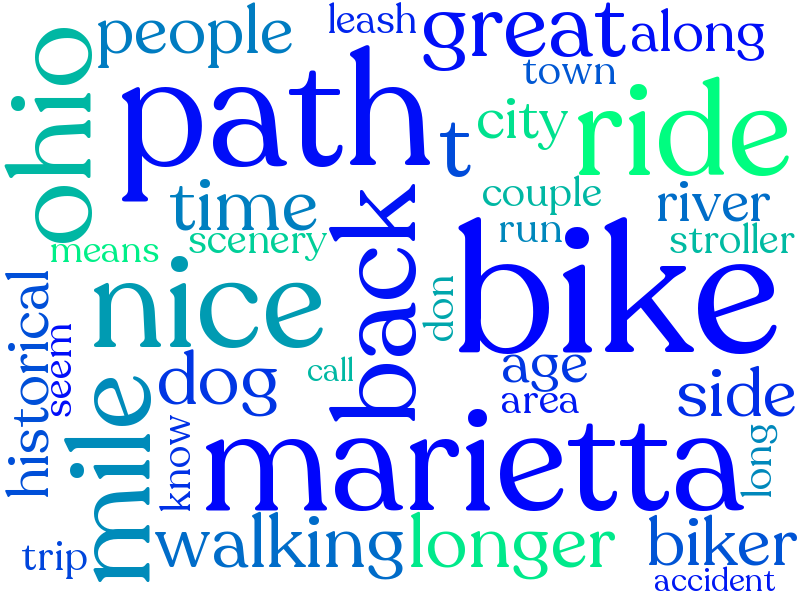 people
leash
great
along
town
ohio
path
t
city
ride
time
couple
river
run
stroller
means
scenery
nice
back
don
bike
historical
seem
dog
call
age
area
side
mile
know
marietta
long
trip
walking
longer
biker
accident